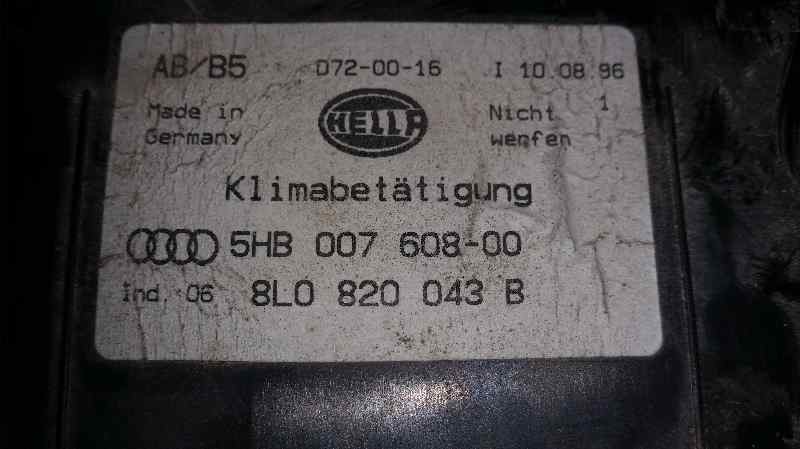 AB/B5 D72-00-16 I 10.08.96
Made in HELLA Nicht 1
Germany werfen
Klimabetätigung
5HB 007 608-00
Ind. 06 8L0 820 043 B